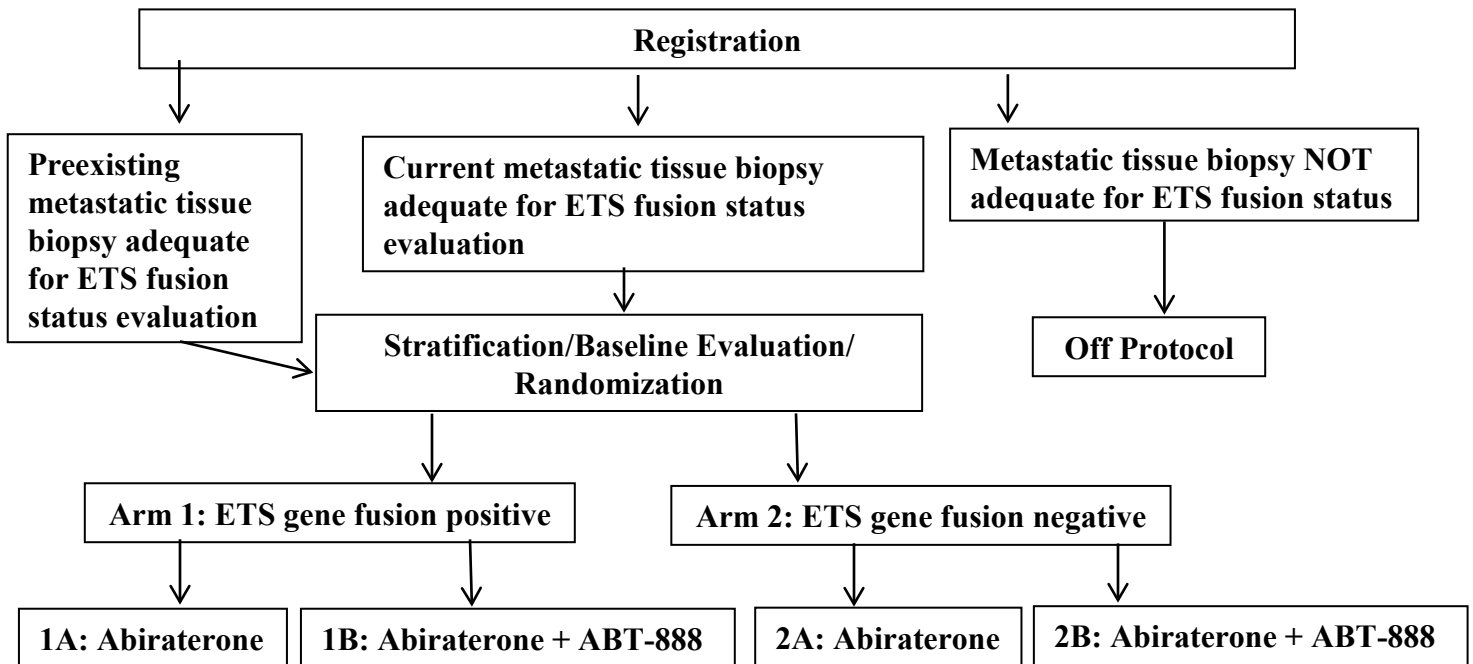 Registration
Preexisting
metastatic tissue
biopsy adequate
for ETS fusion
status evaluation
Current metastatic tissue biopsy
adequate for ETS fusion status
evaluation
Metastatic tissue biopsy NOT
adequate for ETS fusion status
Stratification/Baseline Evaluation/
Randomization
Off Protocol
Arm 1: ETS gene fusion positive
Arm 2: ETS gene fusion negative
1A: Abiraterone
1B: Abiraterone + ABT-888
2A: Abiraterone
2B: Abiraterone + ABT-888